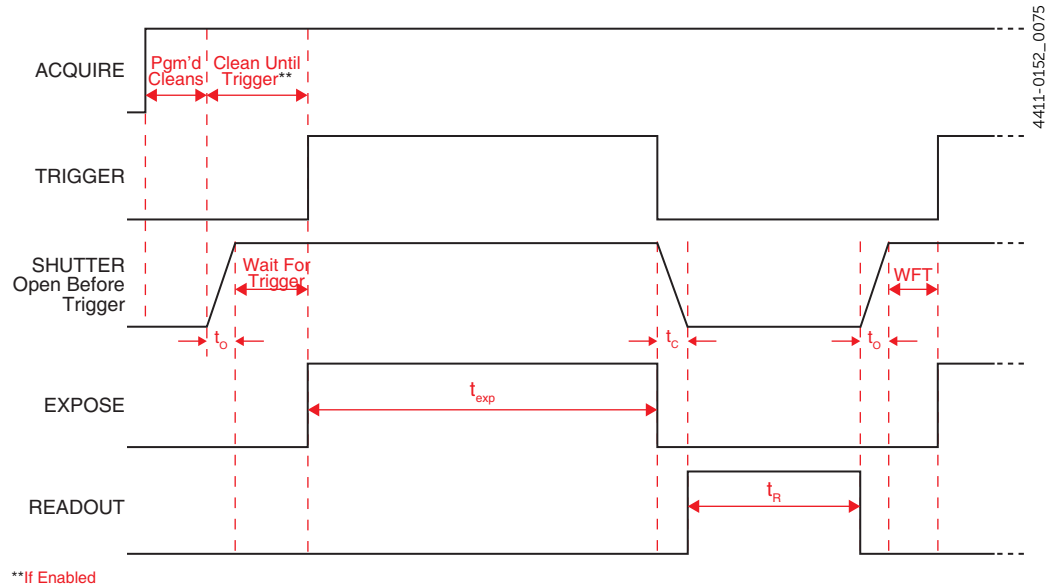 4411-0152_0075
ACQUIRE
Pgm'd
Cleans
Clean Until
Trigger**
TRIGGER
SHUTTER
Open Before
Trigger
Wait For
Trigger
WFT
to
tc
to
EXPOSE
texp
READOUT
tR
**If Enabled